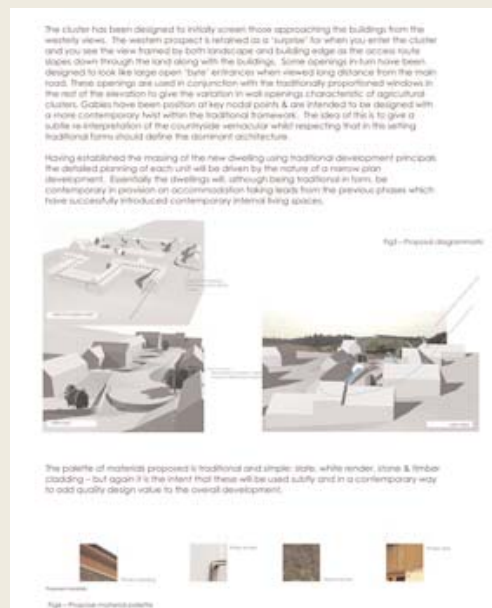 The cluster has been designed to initially screen those approaching the buildings from the
westerly views. The western prospect is retained as a 'surprise' for when you enter the cluster
and you see the view framed by both landscape and building edge as the access route
slopes down through the land along with the buildings. Some openings in turn have been
designed to look like large open 'byre' entrances when viewed long distance from the main
road. These openings are used in conjunction with the traditionally proportioned windows in
the rest of the elevation to give the variation in wall openings characteristic of agricultural
clusters. Gables have been position at key nodal points & are intended to be designed with
a more contemporary twist within the traditional framework. The idea of this is to give a
subtle re-interpretation of the countryside vernacular whilst respecting that in this setting
traditional forms should define the dominant architecture.
Having established the massing of the new dwelling using traditional development principals
the detailed planning of each unit will be driven by the nature of a narrow plan
development. Essentially the dwellings will, although being traditional in form, be
contemporary in provision on accommodation taking leads from the previous phases which
have successfully introduced contemporary internal living spaces.
Fig3 – Proposal diagrammatic
The palette of materials proposed is traditional and simple: slate, white render, stone & timber
cladding – but again it is the intent that these will be used subtly and in a contemporary way
to add quality design value to the overall development.
Fig4 – Propose material palette